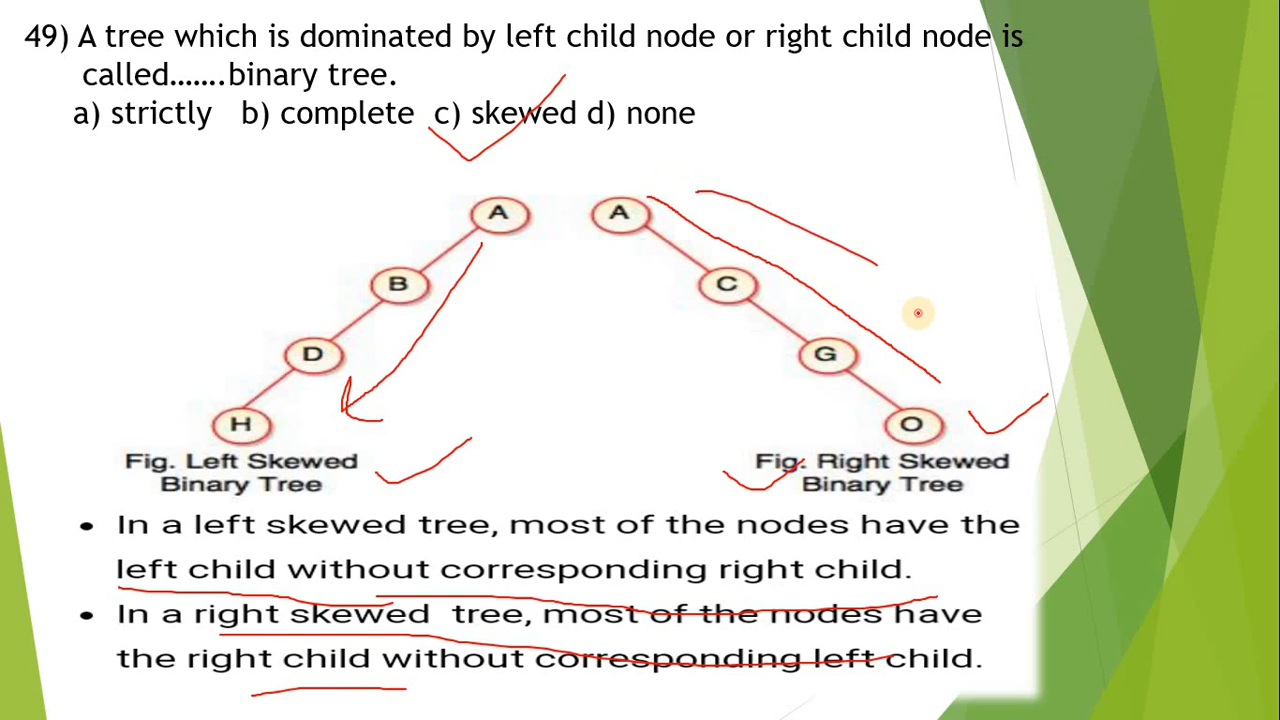 49) A tree which is dominated by left child node or right child node is
called.......binary tree.
a) strictly b) complete c) skewed d) none
A A
B C
D G
H O
Fig. Left Skewed
Binary Tree
Fig. Right Skewed
Binary Tree
• In a left skewed tree, most of the nodes have the
left child without corresponding right child.
• In a right skewed tree, most of the nodes have
the right child without corresponding left child.